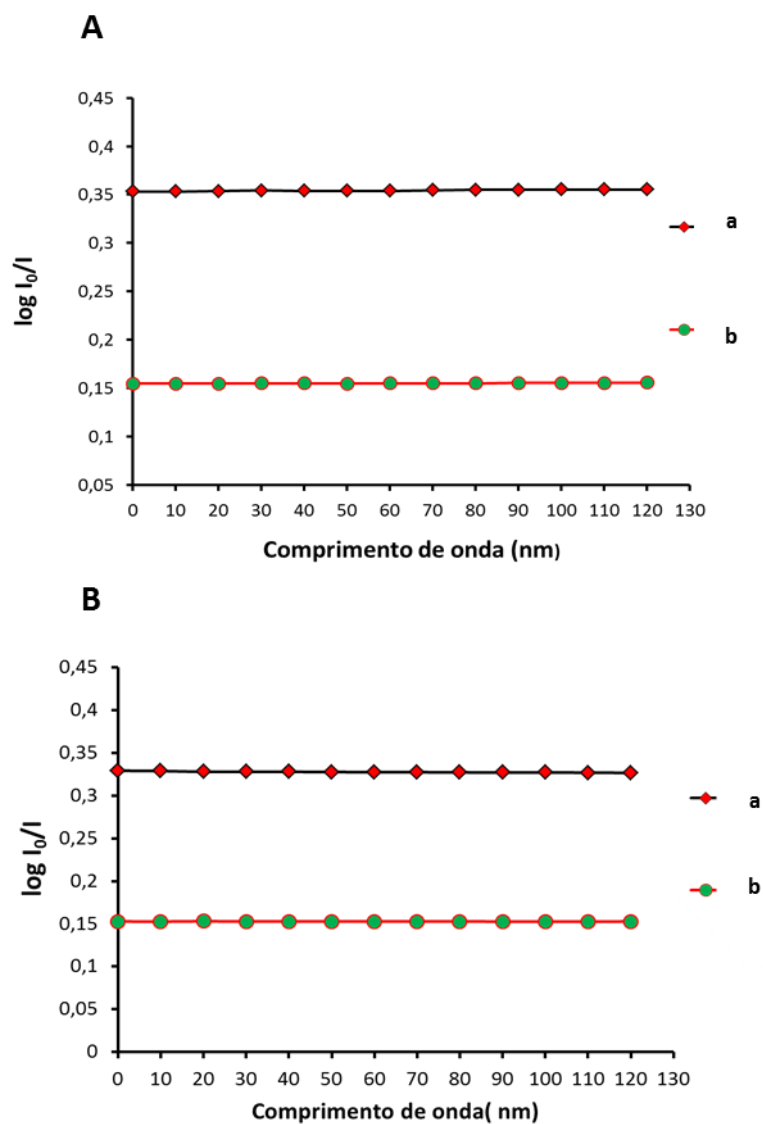 A
0,45
0,4
0,35
0,3
0,25
0,2
0,15
0,1
0,05
log I₀/I
0 10 20 30 40 50 60 70 80 90 100 110 120 130
Comprimento de onda (nm)
a
b
B
0,45
0,4
0,35
0,3
0,25
0,2
0,15
0,1
0,05
0
log I₀/I
0 10 20 30 40 50 60 70 80 90 100 110 120 130
Comprimento de onda( nm)
a
b